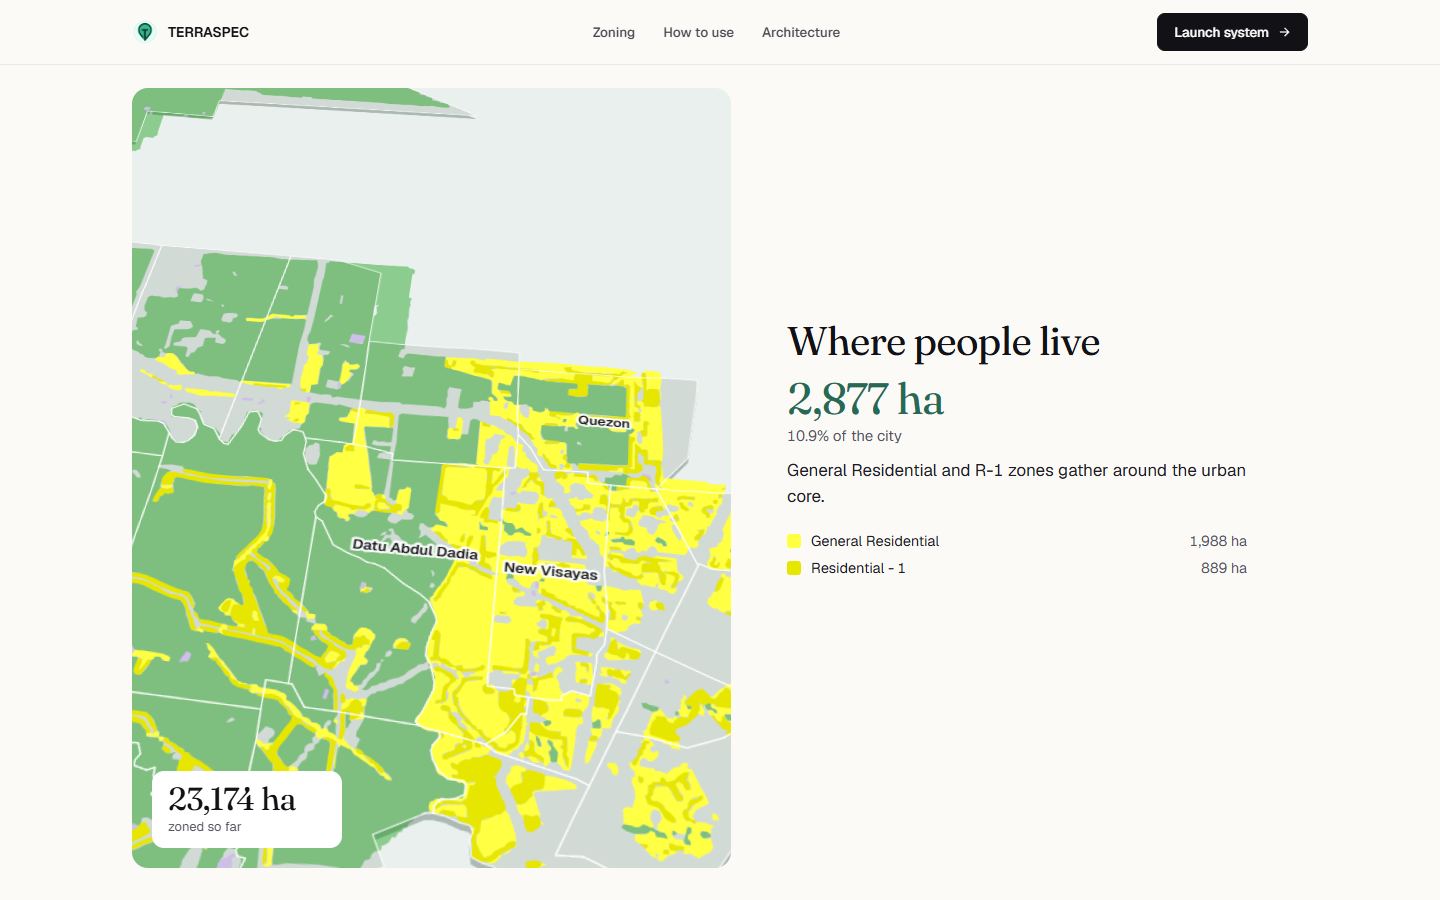 TERRASPEC
Zoning
How to use
Architecture
Launch system →
Quezon
Datu Abdul Dadia
New Visayas
23,174 ha
zoned so far
Where people live
2,877 ha
10.9% of the city
General Residential and R-1 zones gather around the urban
core.
General Residential 1,988 ha
Residential - 1 889 ha